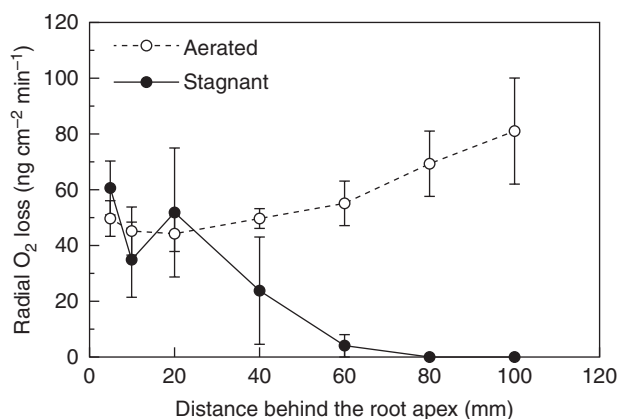 120
100
80
60
40
20
0
Radial O₂ loss (ng cm⁻² min⁻¹)
Aerated
Stagnant
0 20 40 60 80 100 120
Distance behind the root apex (mm)